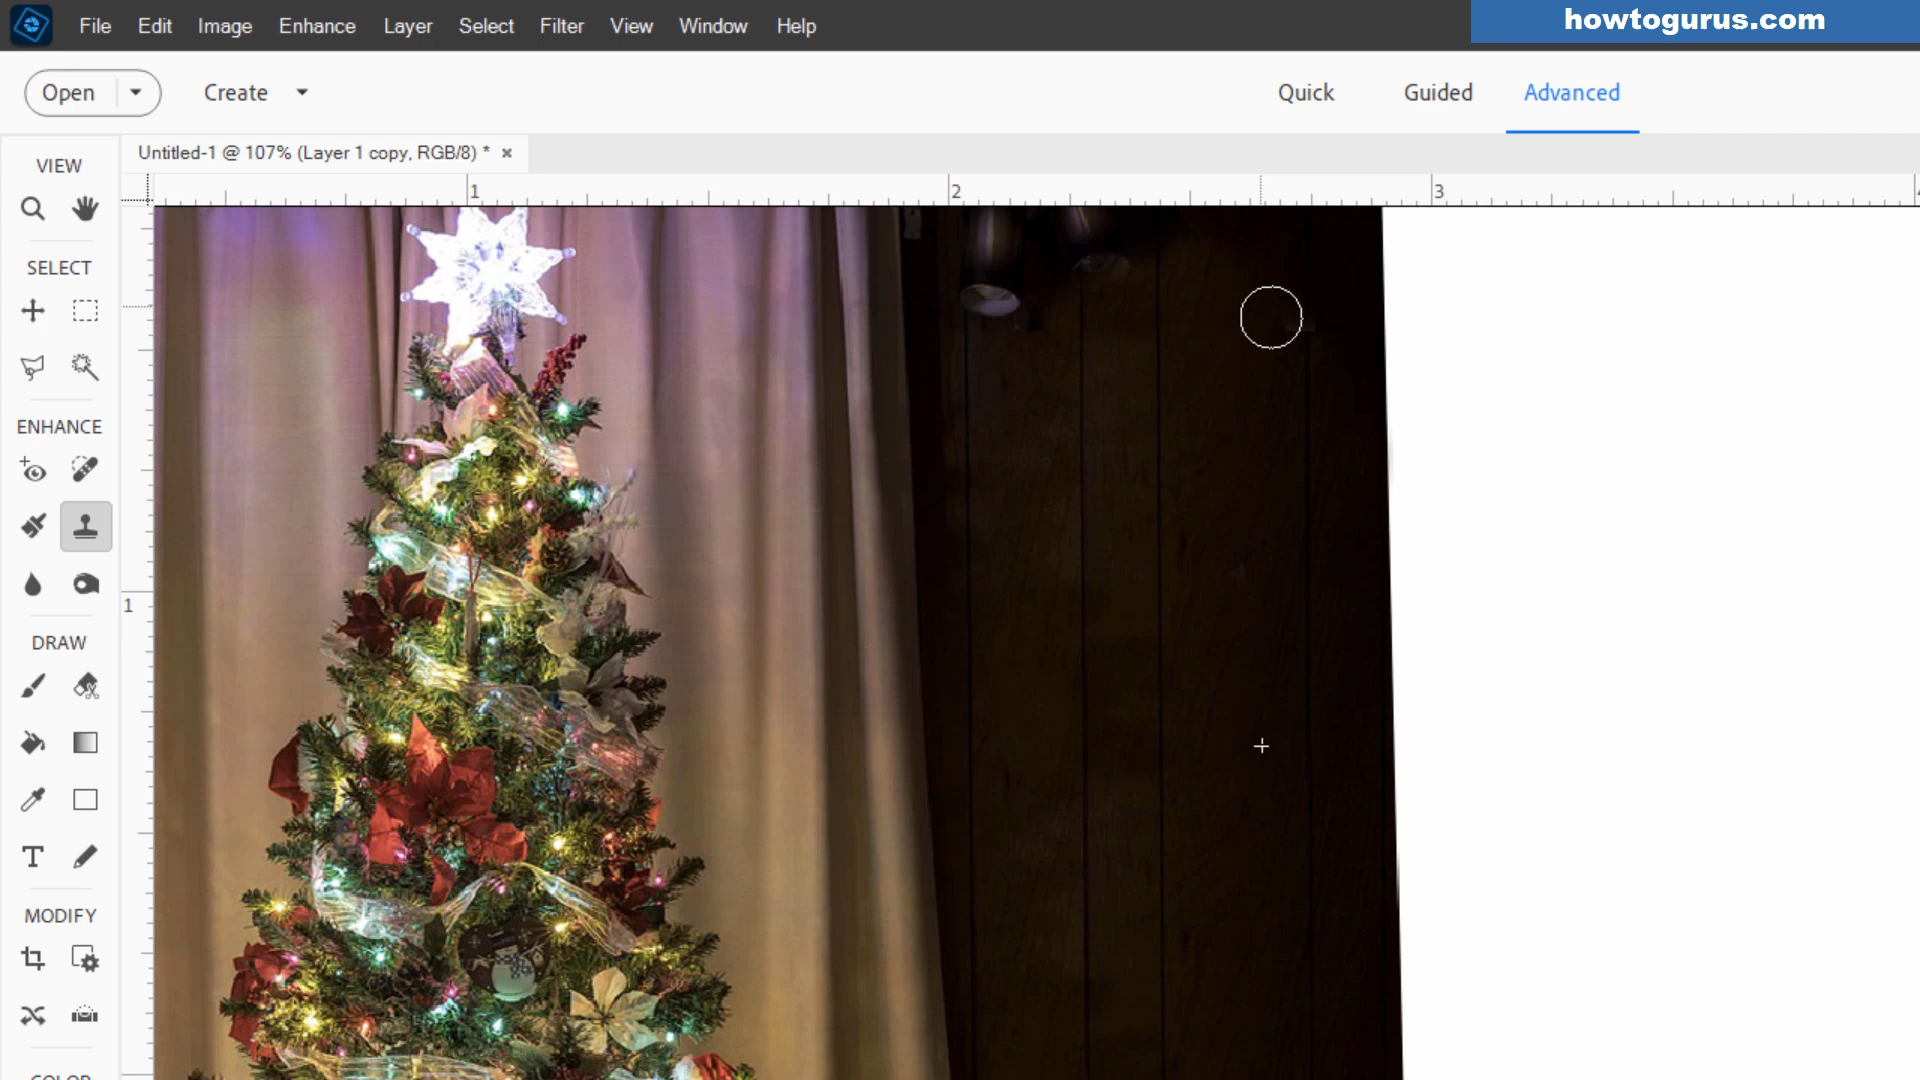 File Edit Image Enhance Layer Select Filter View Window Help
howtogurus.com
Open Create Quick Guided Advanced
Untitled-1 @ 107% (Layer 1 copy, RGB/8) * ×
1 2 3
VIEW
SELECT
ENHANCE
1
DRAW
MODIFY